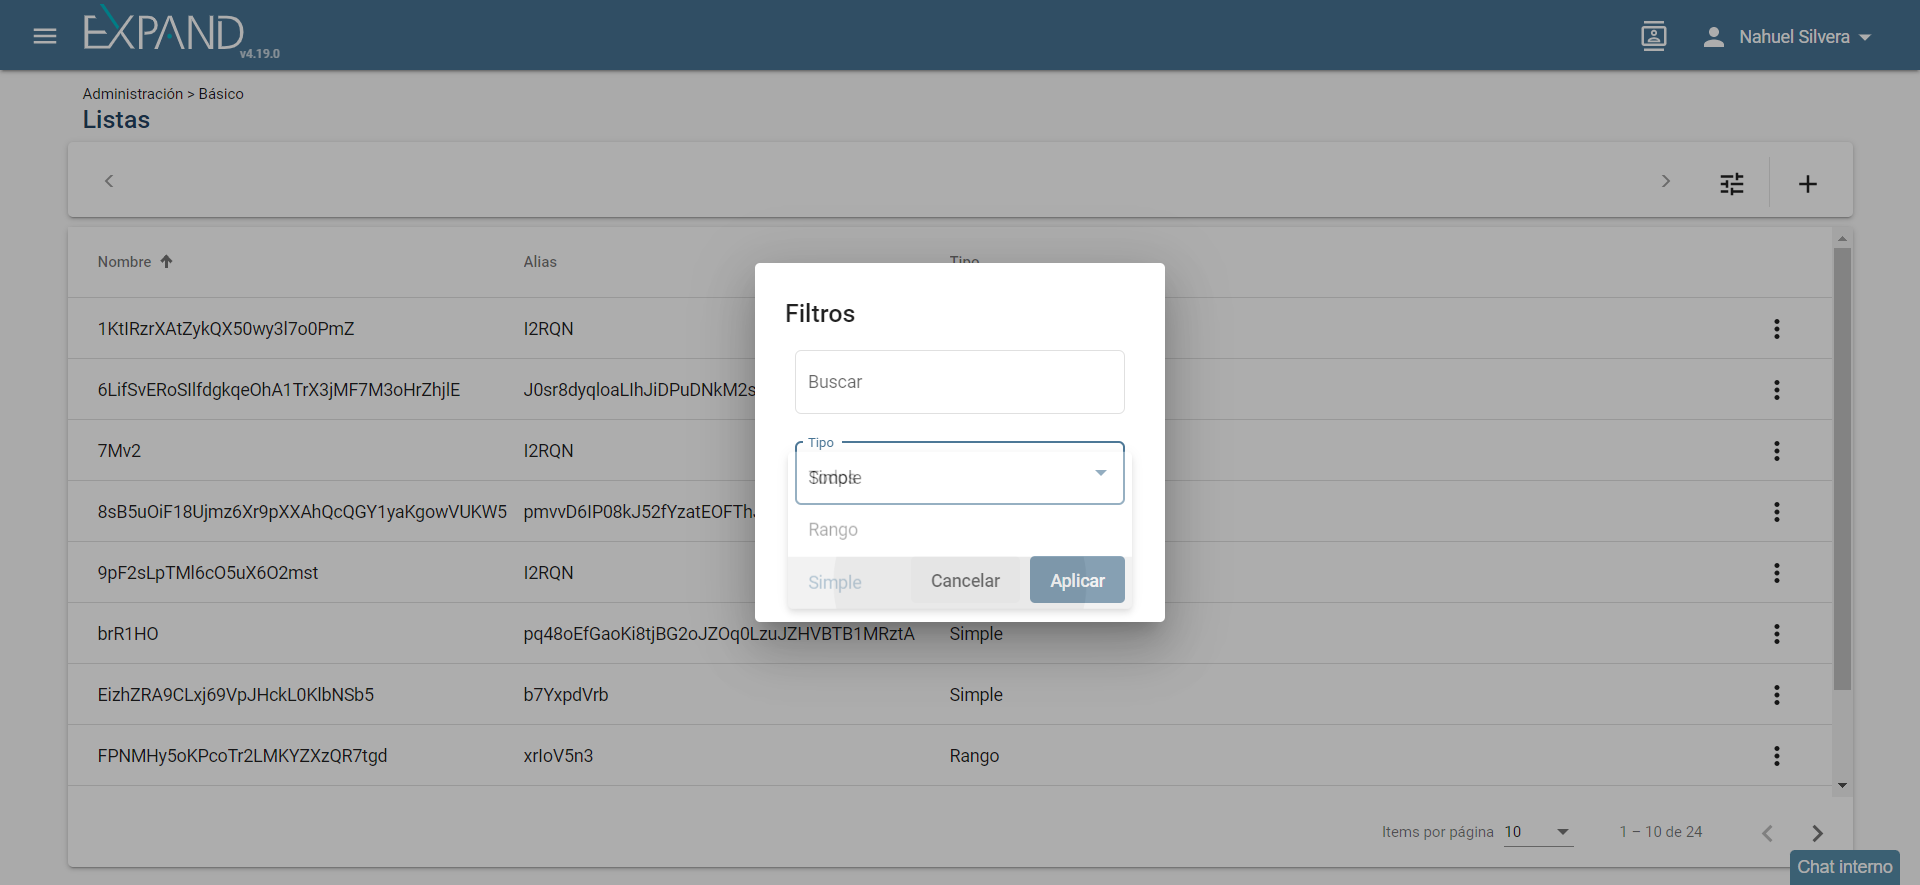 EXPAND
v4.19.0
Nahuel Silvera
Administración > Básico
Listas
Nombre Alias Tipo
1KtIRzrXAtZykQX50wy3l7o0PmZ I2RQN
6LifSvERoSIlfdgkqeOhA1TrX3jMF7M3oHrZhjlE J0sr8dyqloaLIhJiDPuDNkM2s
7Mv2 I2RQN
8sB5uOiF18Ujmz6Xr9pXXAhQcQGY1yaKgowVUKW5 pmvvD6IP08kJ52fYzatEOFTh
9pF2sLpTMl6cO5uX6O2mst I2RQN
brR1HO pq48oEfGaoKi8tjBG2oJZOq0LzuJZHVBTB1MRztA Simple
EizhZRA9CLxj69VpJHckL0KlbNSb5 b7YxpdVrb Simple
FPNMHy5oKPcoTr2LMKYZXzQR7tgd xrIoV5n3 Rango
Filtros
Buscar
Tipo
Simple
Todos
Rango
Simple
Cancelar Aplicar
Items por página 10 1 – 10 de 24
Chat interno